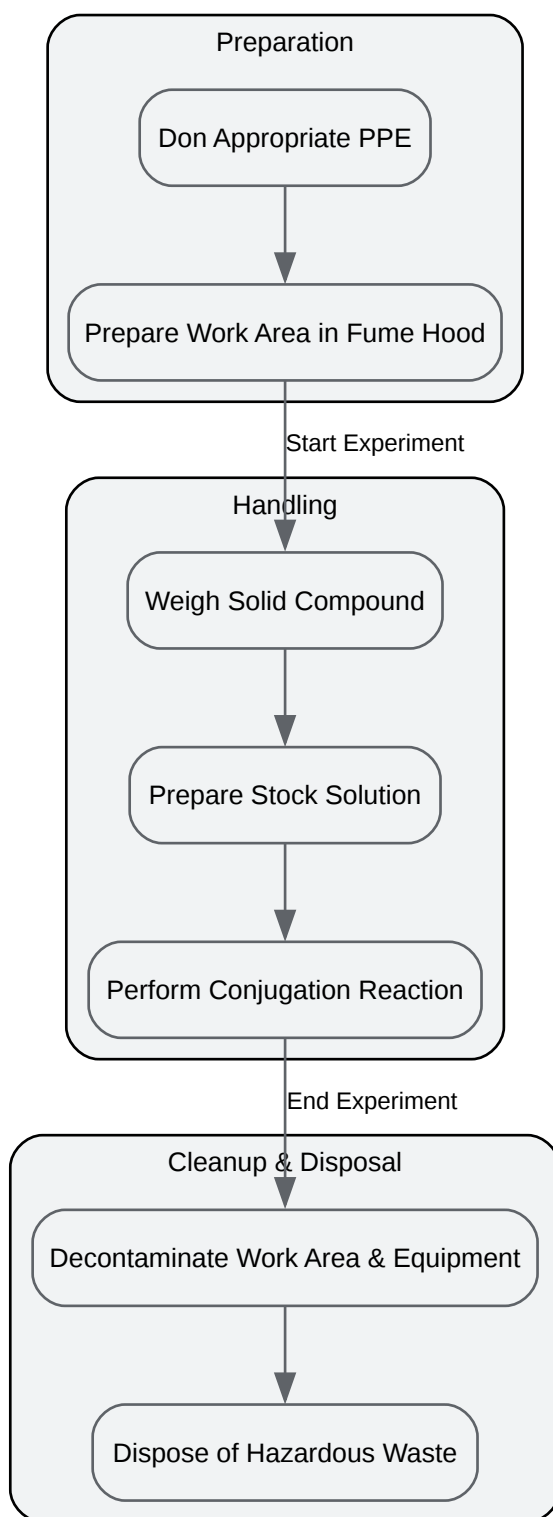 Preparation
Don Appropriate PPE
Prepare Work Area in Fume Hood
Start Experiment
Handling
Weigh Solid Compound
Prepare Stock Solution
Perform Conjugation Reaction
End Experiment
Cleanup & Disposal
Decontaminate Work Area & Equipment
Dispose of Hazardous Waste